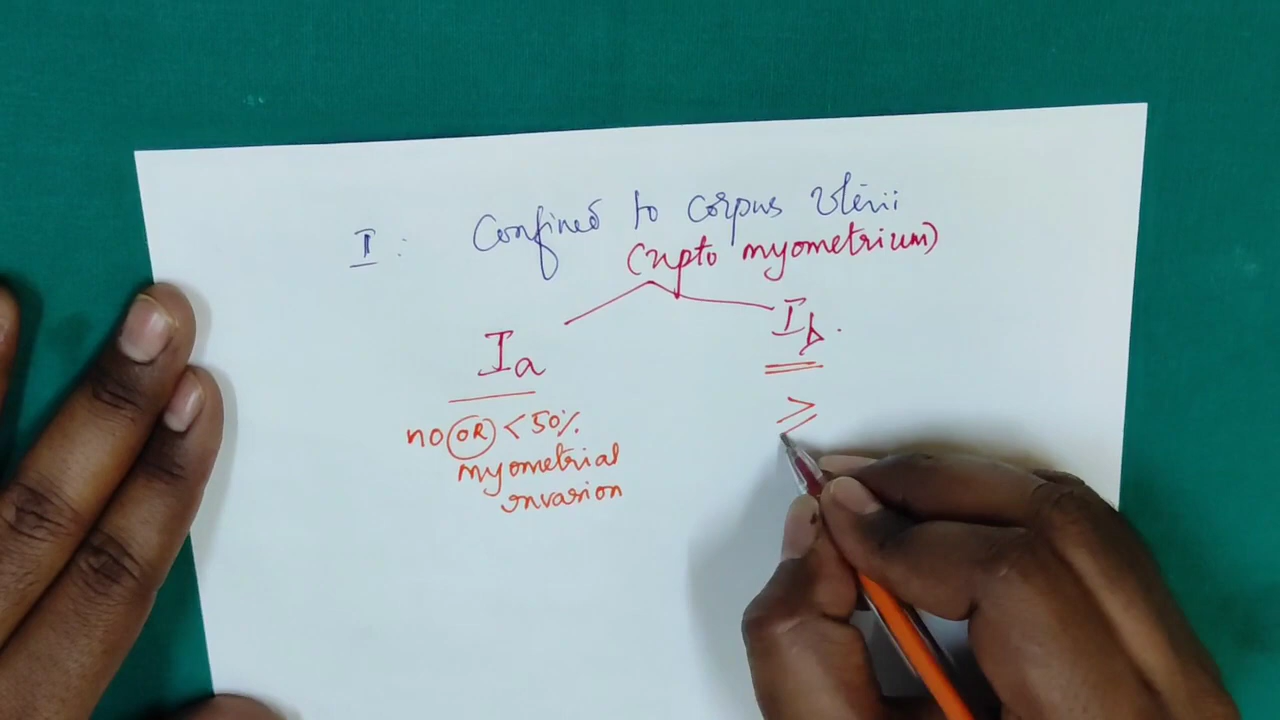 I : Confined to corpus Uterii
(upto myometrium)
Ia
Ib.
no OR < 50%
myometrial
invasion
≥